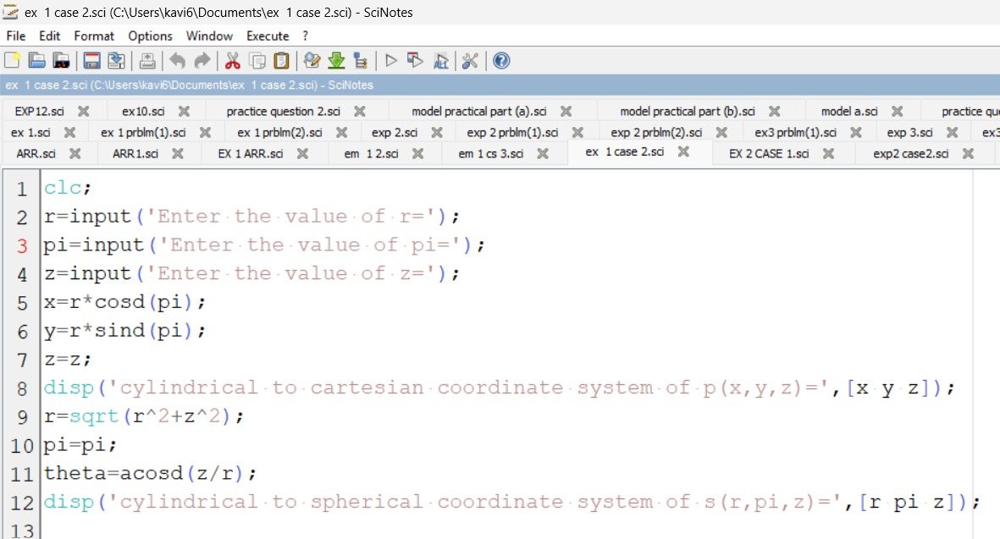 ex 1 case 2.sci (C:\Users\kavi6\Documents\ex 1 case 2.sci) - SciNotes
File Edit Format Options Window Execute ?
ex 1 case 2.sci (C:\Users\kavi6\Documents\ex 1 case 2.sci) - SciNotes
EXP12.sci ex10.sci practice question 2.sci model practical part (a).sci model practical part (b).sci model a.sci practice qu
ex 1.sci ex 1 prblm(1).sci ex 1 prblm(2).sci exp 2.sci exp 2 prblm(1).sci exp 2 prblm(2).sci ex3 prblm(1).sci exp 3.sci ex3
ARR.sci ARR1.sci EX 1 ARR.sci em 1 2.sci em 1 cs 3.sci ex 1 case 2.sci EX 2 CASE 1.sci exp2 case2.sci
1 clc;
2 r=input('Enter the value of r=');
3 pi=input('Enter the value of pi=');
4 z=input('Enter the value of z=');
5 x=r*cosd(pi);
6 y=r*sind(pi);
7 z=z;
8 disp('cylindrical to cartesian coordinate system of p(x,y,z)=',[x y z]);
9 r=sqrt(r^2+z^2);
10 pi=pi;
11 theta=acosd(z/r);
12 disp('cylindrical to spherical coordinate system of s(r,pi,z)=',[r pi z]);
13